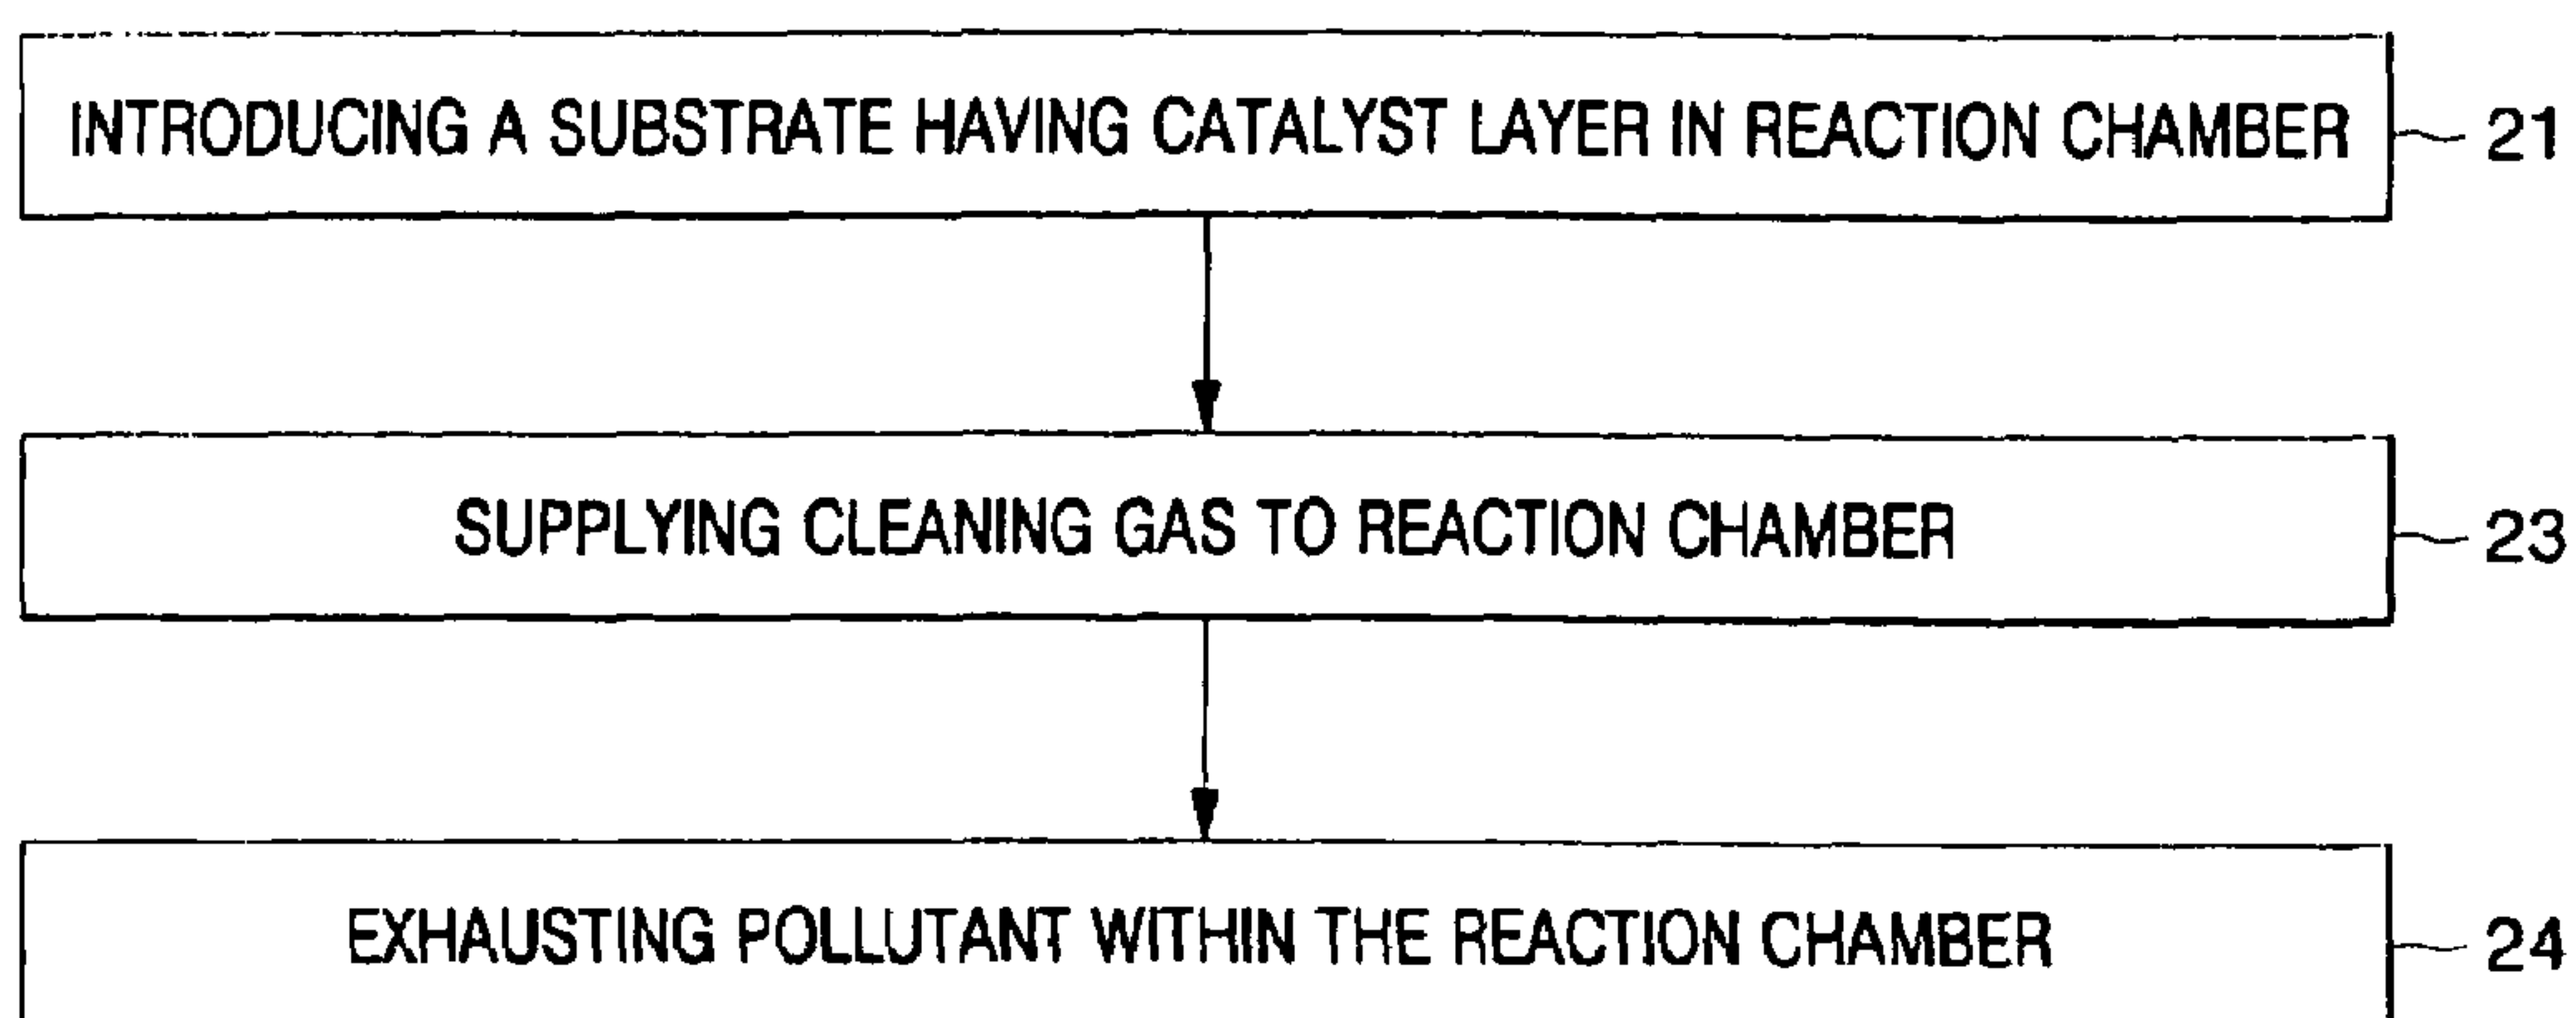 INTRODUCING A SUBSTRATE HAVING CATALYST LAYER IN REACTION CHAMBER 21
SUPPLYING CLEANING GAS TO REACTION CHAMBER 23
EXHAUSTING POLLUTANT WITHIN THE REACTION CHAMBER 24